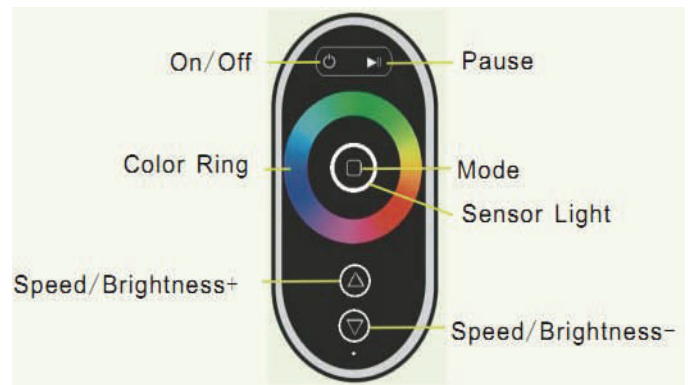 On/Off
Pause
Color Ring
Mode
Sensor Light
Speed/Brightness+
Speed/Brightness-